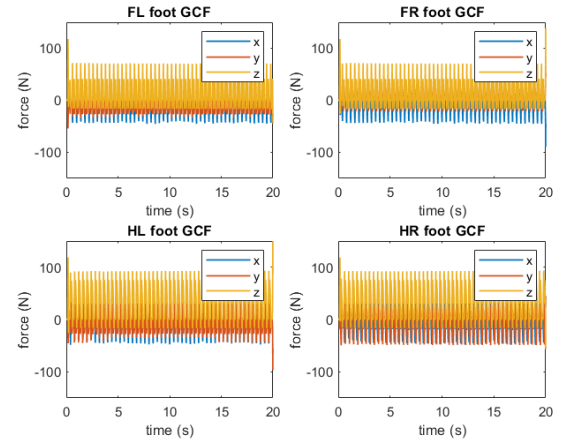 FL foot GCF
FR foot GCF
100
0
-100
force (N)
x
y
z
0
5
10
15
20
time (s)
100
0
-100
force (N)
x
y
z
0
5
10
15
20
time (s)
HL foot GCF
HR foot GCF
100
0
-100
force (N)
x
y
z
0
5
10
15
20
time (s)
100
0
-100
force (N)
x
y
z
0
5
10
15
20
time (s)